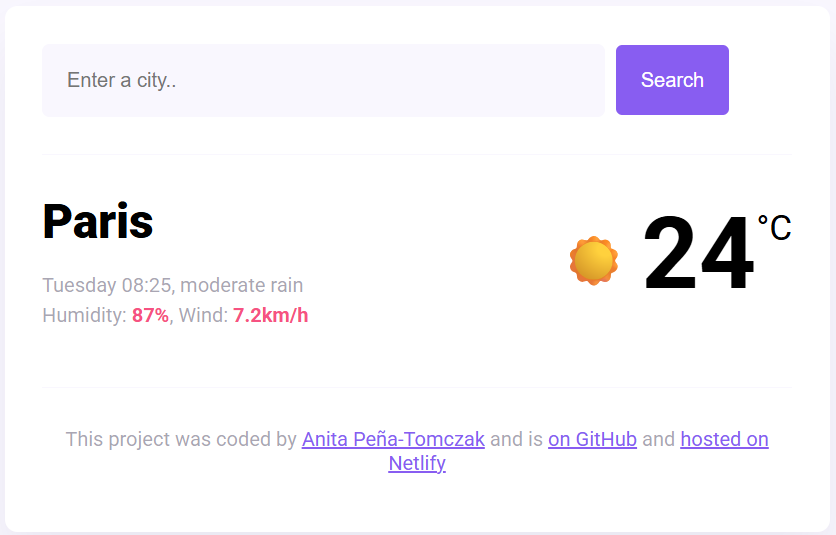 Enter a city..
Search
Paris
24°C
Tuesday 08:25, moderate rain
Humidity: 87%, Wind: 7.2km/h
This project was coded by Anita Peña-Tomczak and is on GitHub and hosted on
Netlify